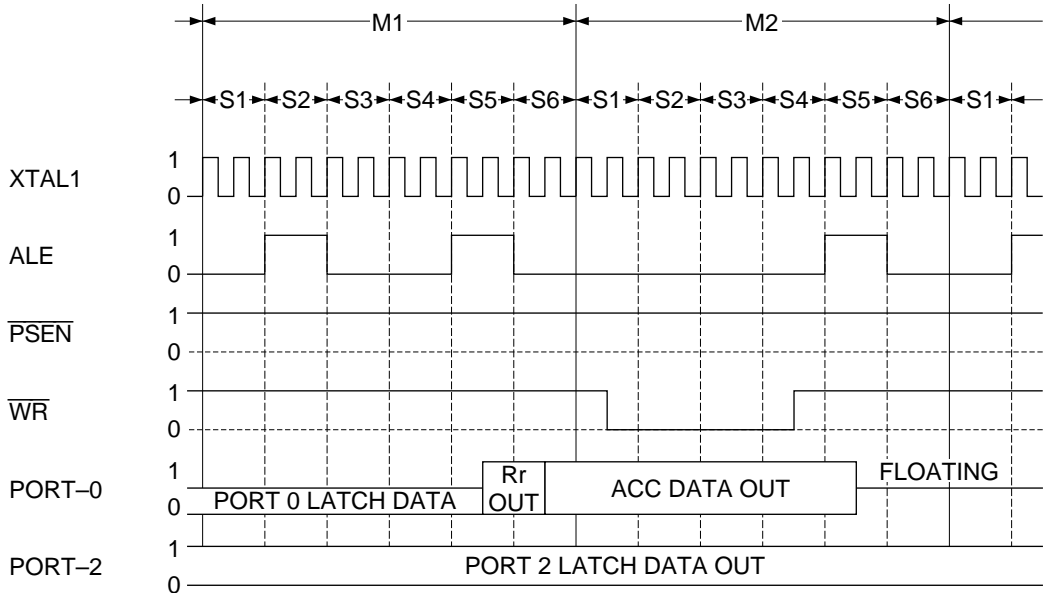 M1 M2
S1 S2 S3 S4 S5 S6 S1 S2 S3 S4 S5 S6 S1
XTAL1 1
0
ALE 1
0
PSEN 1
0
WR 1
0
PORT–0 1
0
PORT 0 LATCH DATA
Rr
OUT
ACC DATA OUT
FLOATING
PORT–2 1
0
PORT 2 LATCH DATA OUT